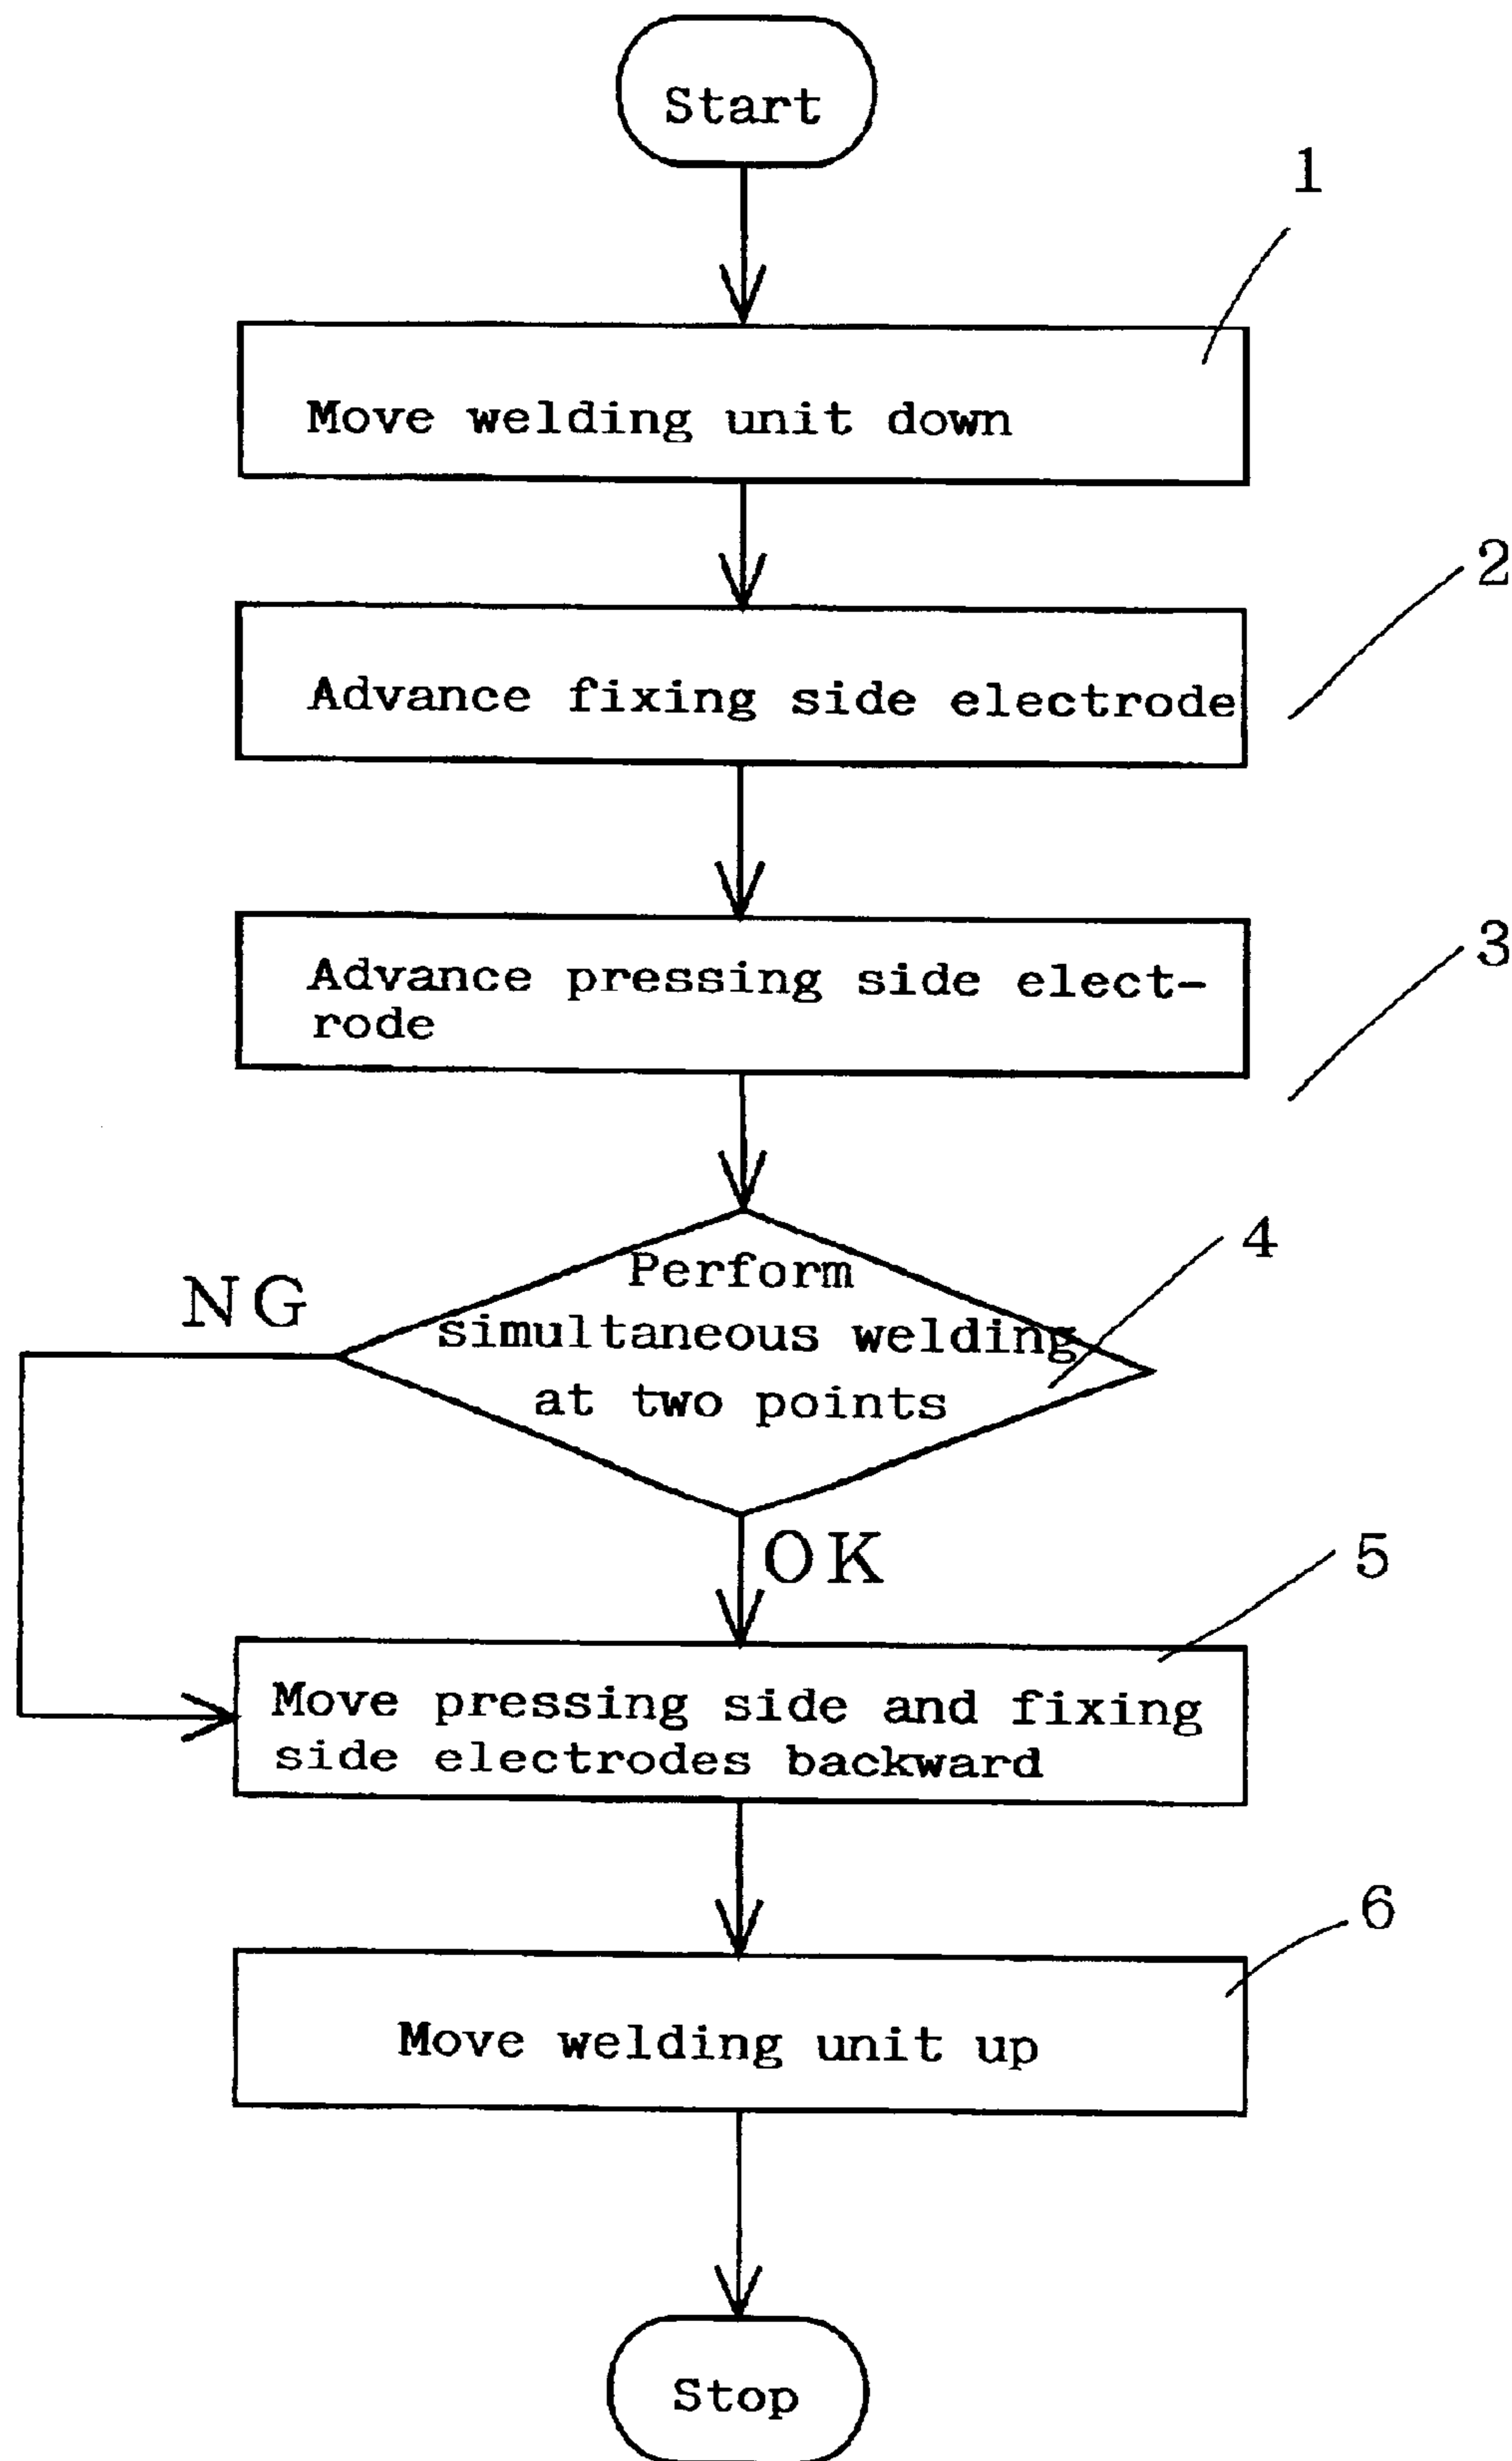 Start
1
Move welding unit down
2
Advance fixing side electrode
Advance pressing side elect-
rode
3
Perform
simultaneous welding
at two points
4
NG
OK
5
Move pressing side and fixing
side electrodes backward
6
Move welding unit up
Stop